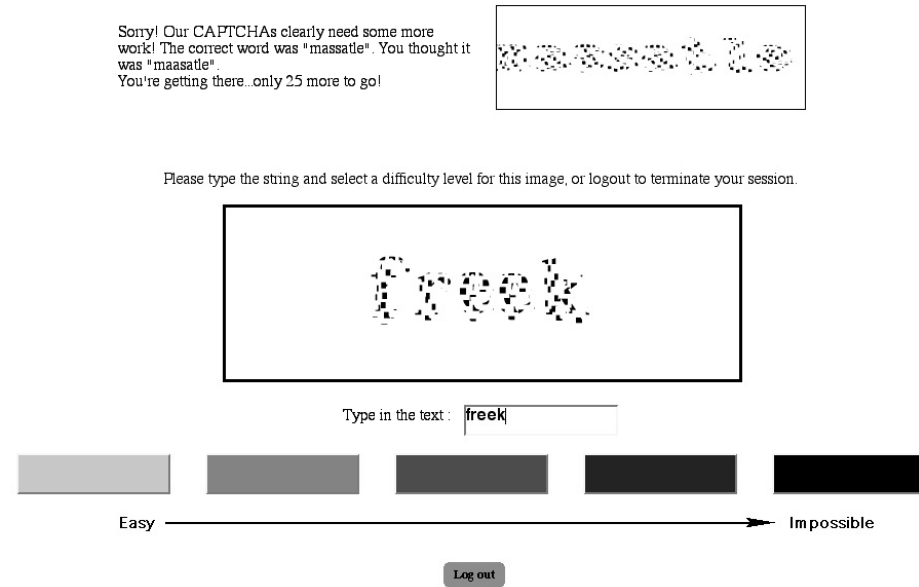 Sorry! Our CAPTCHAs clearly need some more
work! The correct word was "massatle". You thought it
was "maasatle".
You're getting there...only 25 more to go!
massatle
Please type the string and select a difficulty level for this image, or logout to terminate your session.
freek
Type in the text : freek
Easy Impossible
Log out